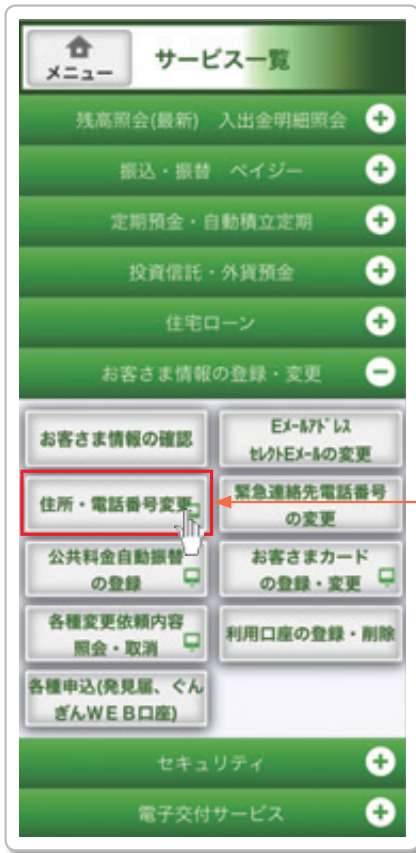 メニュー
サービス一覧
残高照会(最新) 入出金明細照会
振込・振替 ペイジー
定期預金・自動積立定期
投資信託・外貨預金
住宅ローン
お客さま情報の登録・変更
お客さま情報の確認
Eメールアドレス
セレクトEメールの変更
住所・電話番号変更
緊急連絡先電話番号
の変更
公共料金自動振替
の登録
お客さまカード
の登録・変更
各種変更依頼内容
照会・取消
利用口座の登録・削除
各種申込(発見届、ぐん
ぎんWEB口座)
セキュリティ
電子交付サービス